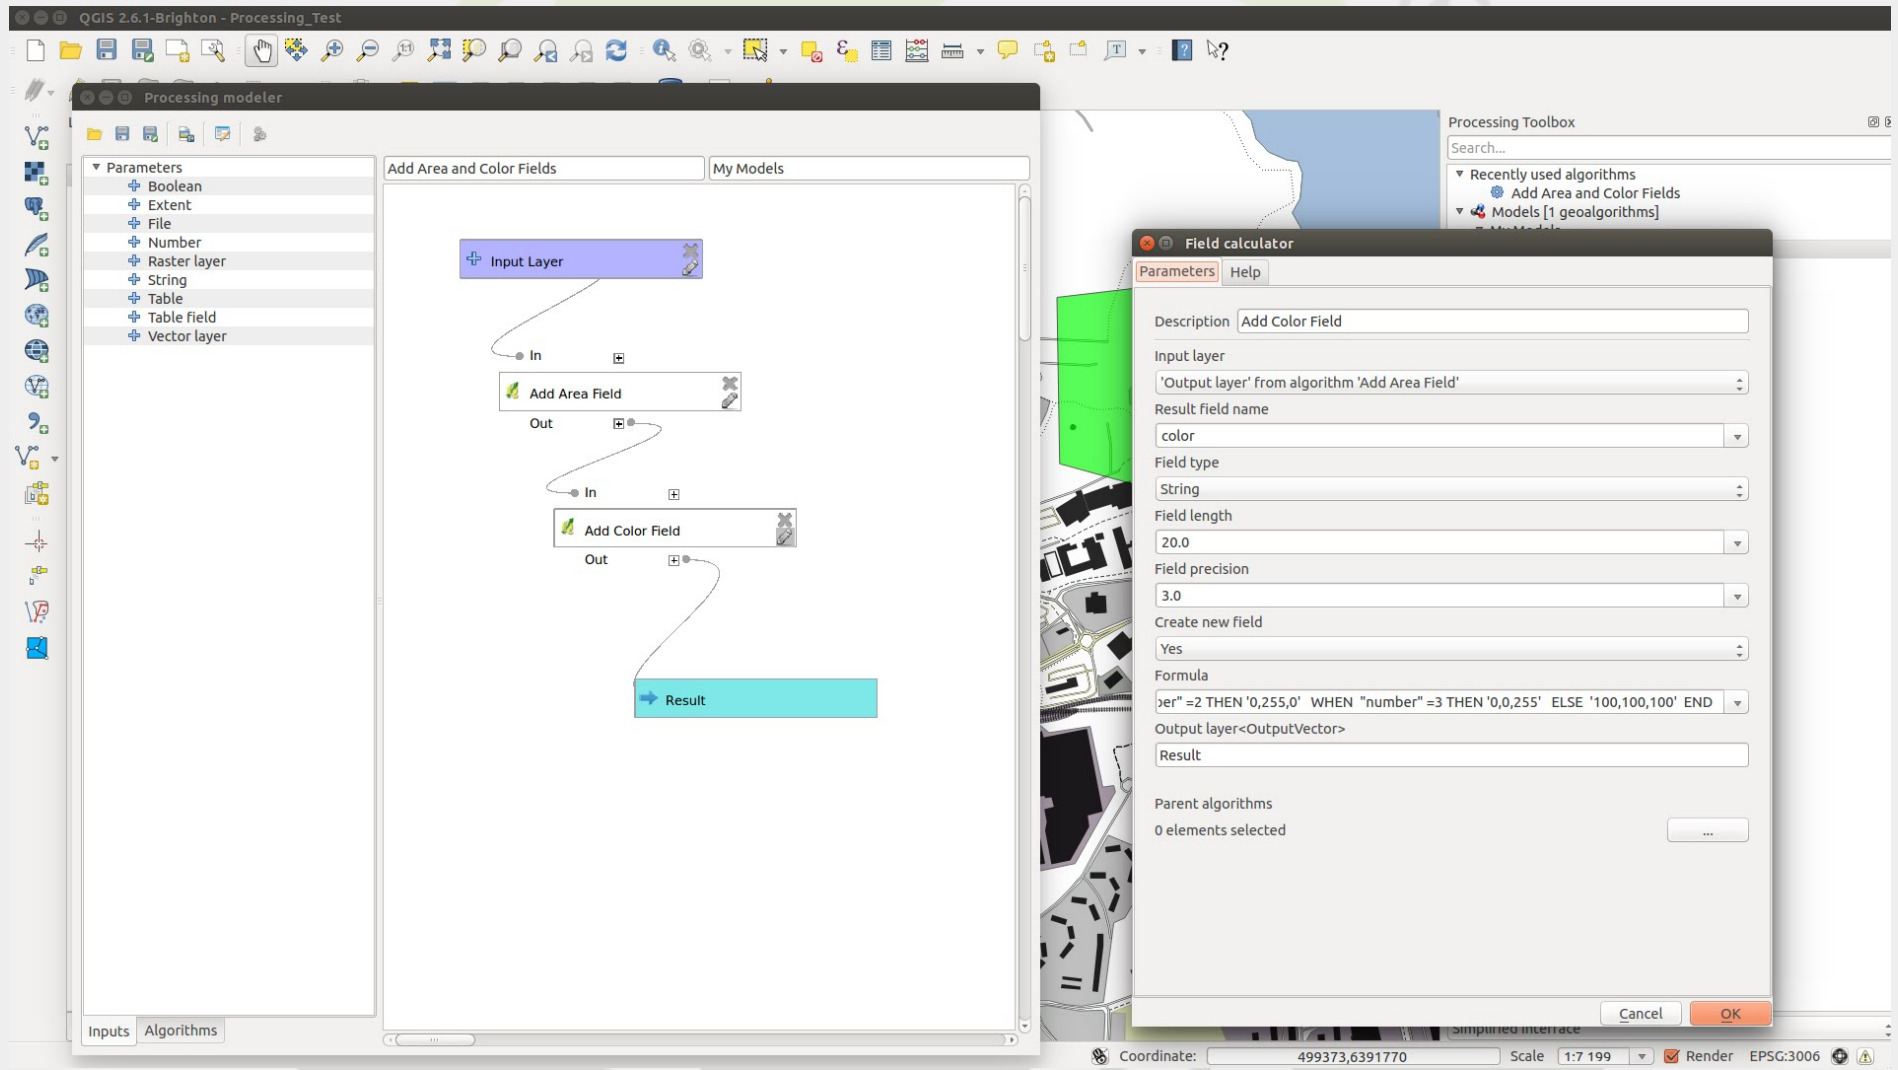 QGIS 2.6.1-Brighton - Processing_Test
Processing modeler
Parameters
Boolean
Extent
File
Number
Raster layer
String
Table
Table field
Vector layer
Inputs
Algorithms
Add Area and Color Fields
My Models
Input Layer
In
Add Area Field
Out
In
Add Color Field
Out
Result
Processing Toolbox
Search...
Recently used algorithms
Add Area and Color Fields
Models [1 geoalgorithms]
Field calculator
Parameters
Help
Description
Add Color Field
Input layer
'Output layer' from algorithm 'Add Area Field'
Result field name
color
Field type
String
Field length
20.0
Field precision
3.0
Create new field
Yes
Formula
ber" =2 THEN '0,255,0'   WHEN  "number" =3 THEN '0,0,255'   ELSE  '100,100,100'  END
Output layer<OutputVector>
Result
Parent algorithms
0 elements selected
...
Cancel
OK
Simplified interface
Coordinate:
499373,6391770
Scale
1:7 199
Render
EPSG:3006